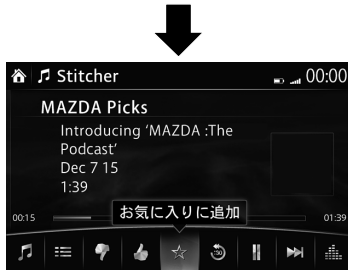 Stitcher
00:00
MAZDA Picks
Introducing ‘MAZDA :The
Podcast’
Dec 7 15
1:39
お気に入りに追加
00:15
01:39
30